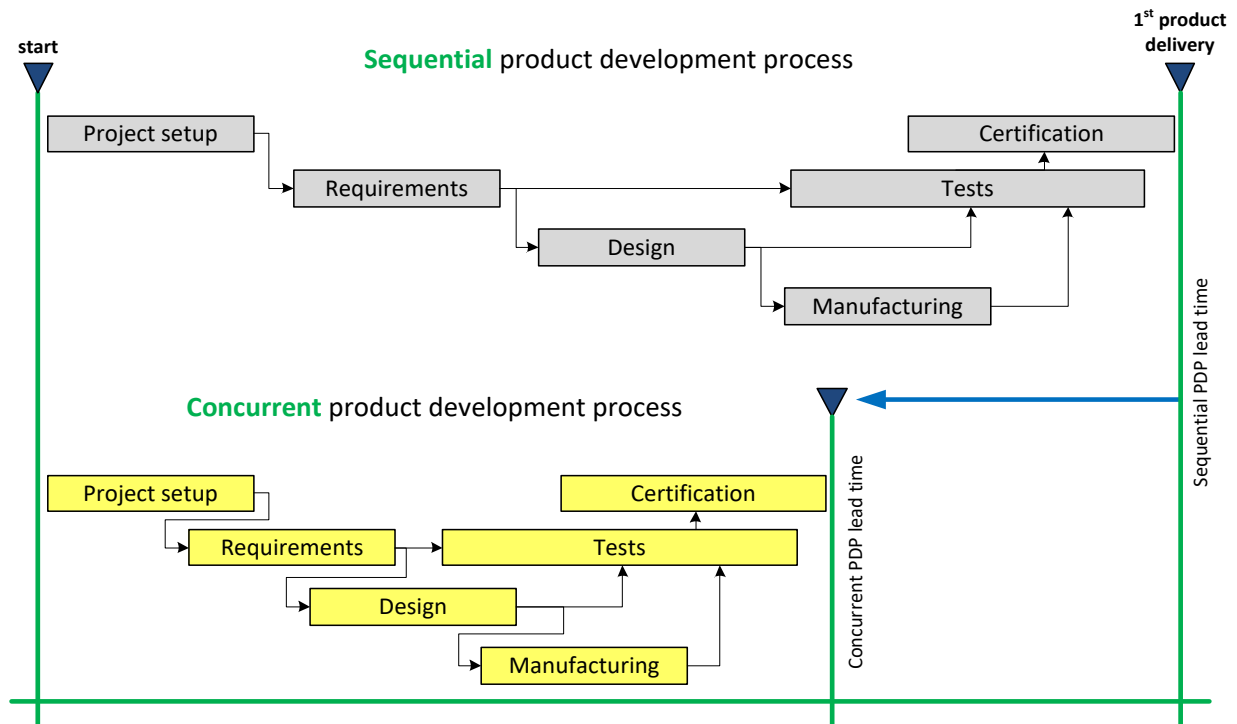 start
1st product
delivery
Sequential product development process
Project setup
Certification
Requirements
Tests
Design
Manufacturing
Sequential PDP lead time
Concurrent product development process
Project setup
Certification
Requirements
Tests
Design
Manufacturing
Concurrent PDP lead time